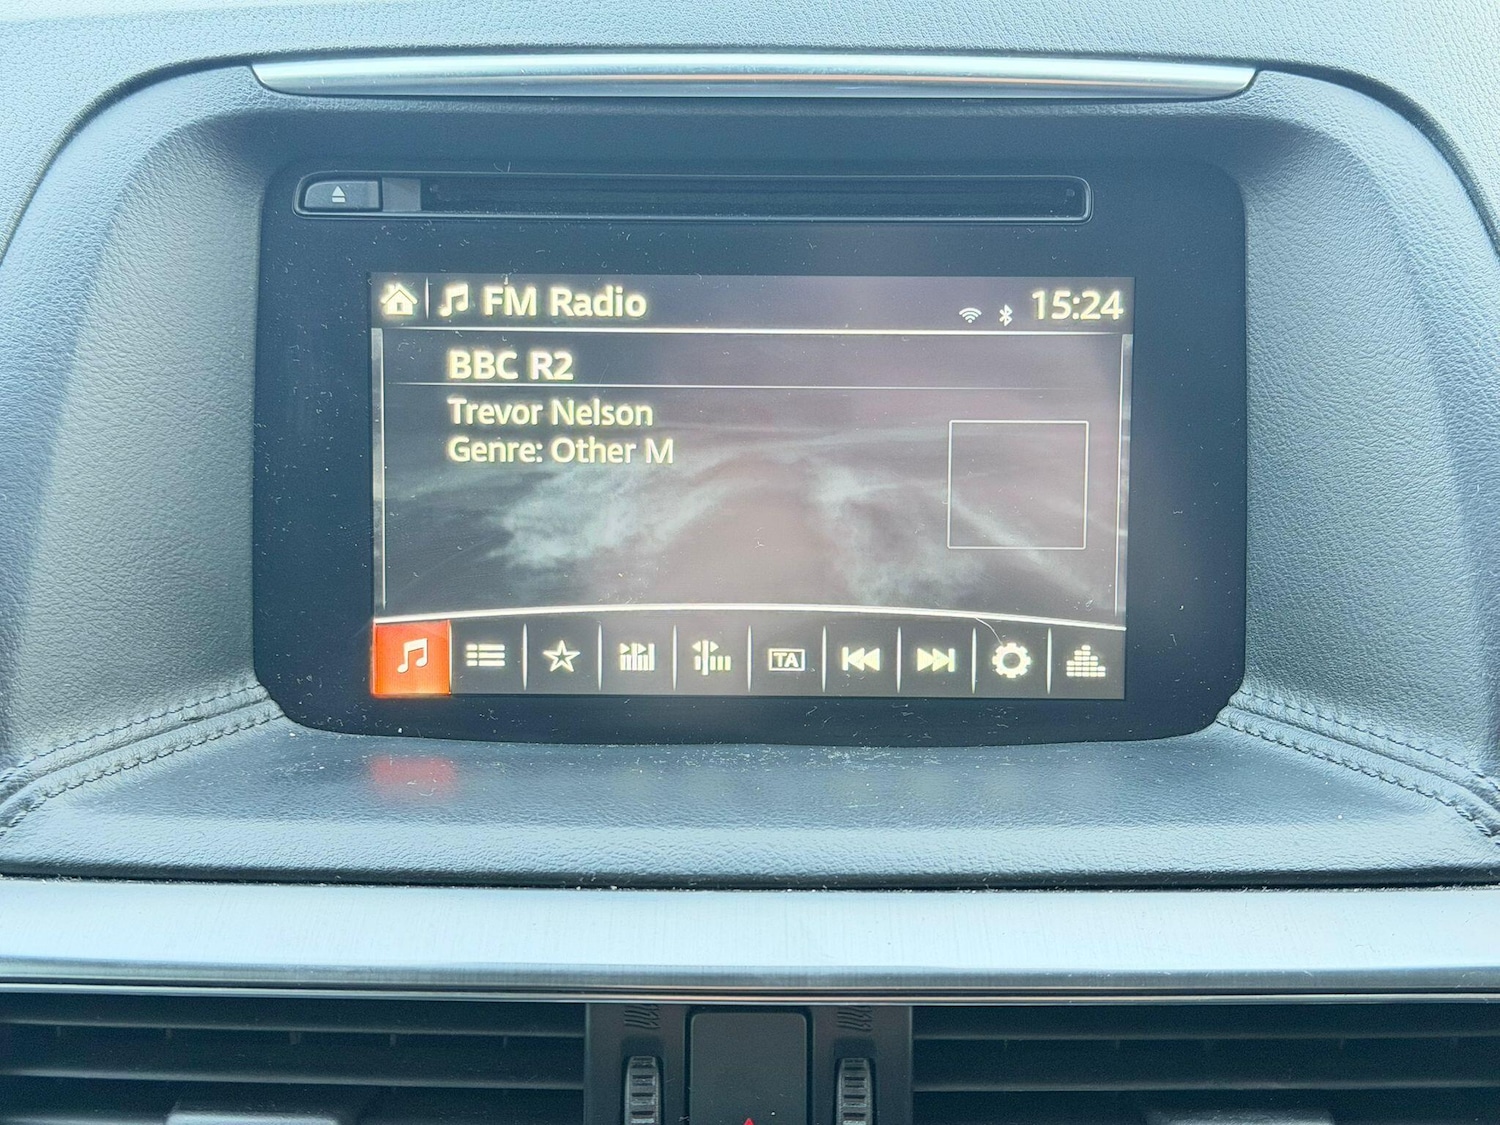 FM Radio 15:24
BBC R2
Trevor Nelson
Genre: Other M
TA